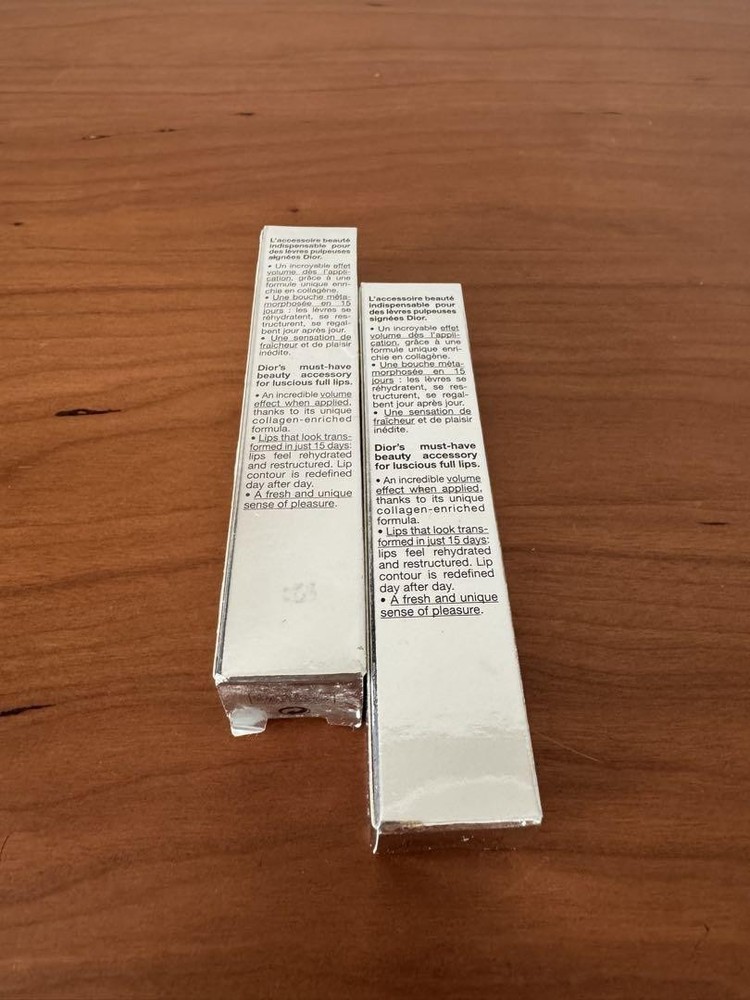 L'accessoire beauté
indispensable pour
des lèvres pulpeuses
signées Dior.
• Un incroyable effet
volume dès l'appli-
cation, grâce à une
formule unique enri-
chie en collagène.
• Une bouche méta-
morphosée en 15
jours : les lèvres se
réhydratent, se res-
tructurent, se regal-
bent jour après jour.
• Une sensation de
fraîcheur et de plaisir
inédite.
Dior's must-have
beauty accessory
for luscious full lips.
• An incredible volume
effect when applied,
thanks to its unique
collagen-enriched
formula.
• Lips that look trans-
formed in just 15 days:
lips feel rehydrated
and restructured. Lip
contour is redefined
day after day.
• A fresh and unique
sense of pleasure.
L'accessoire beauté
indispensable pour
des lèvres pulpeuses
signées Dior.
• Un incroyable effet
volume dès l'appli-
cation, grâce à une
formule unique enri-
chie en collagène.
• Une bouche méta-
morphosée en 15
jours : les lèvres se
réhydratent, se res-
tructurent, se regal-
bent jour après jour.
• Une sensation de
fraîcheur et de plaisir
inédite.
Dior's must-have
beauty accessory
for luscious full lips.
• An incredible volume
effect when applied,
thanks to its unique
collagen-enriched
formula.
• Lips that look trans-
formed in just 15 days:
lips feel rehydrated
and restructured. Lip
contour is redefined
day after day.
• A fresh and unique
sense of pleasure.